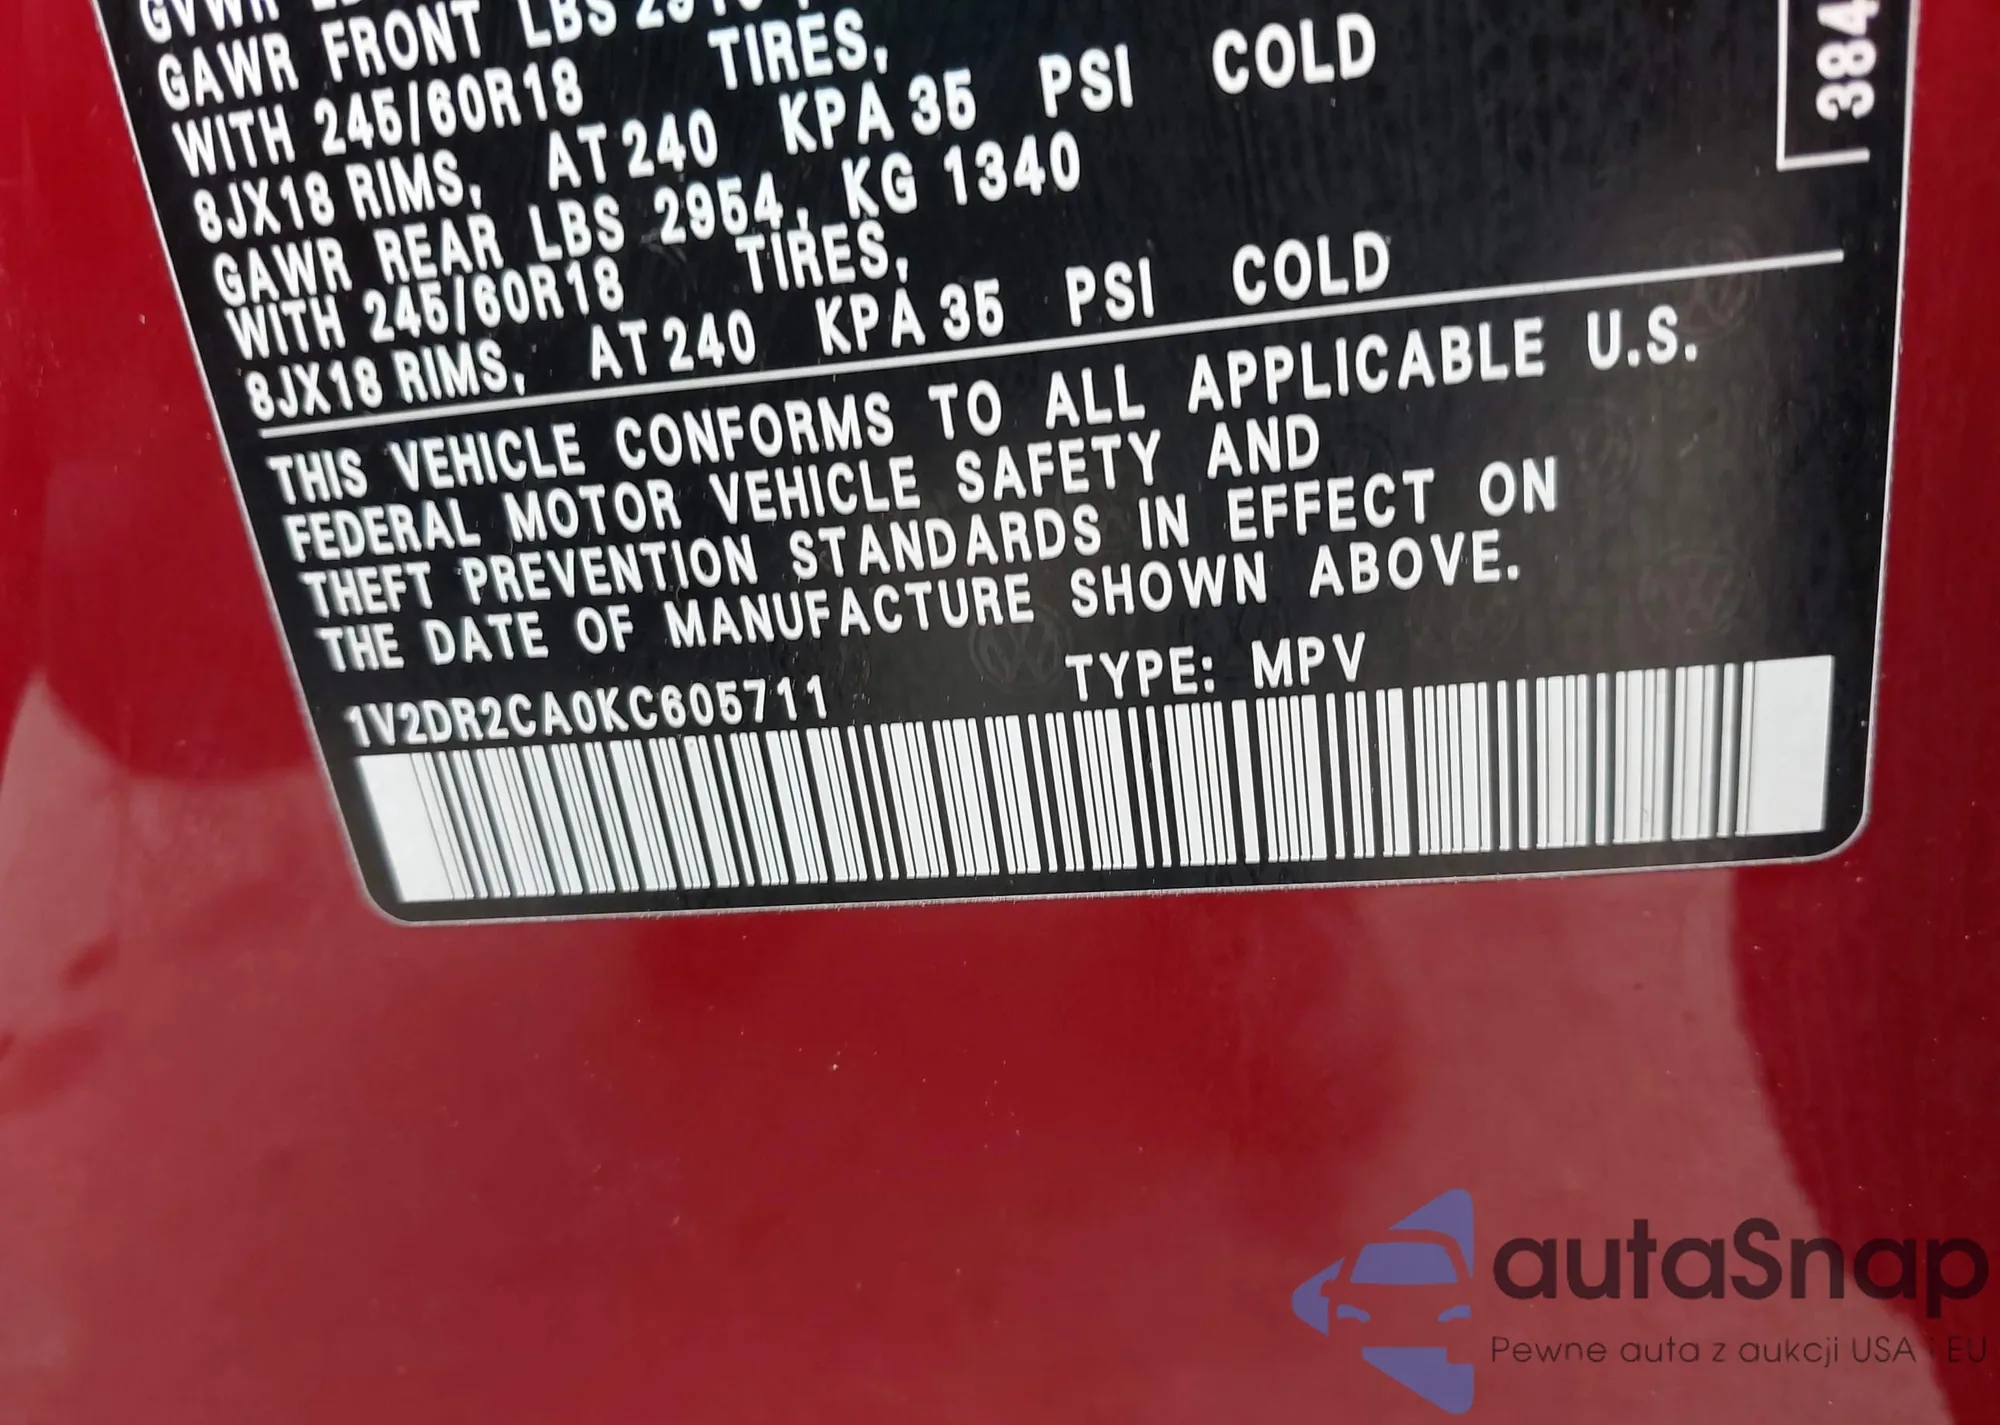 GAWR FRONT LBS
WITH 245/60R18 TIRES,
8JX18 RIMS, AT 240 KPA 35 PSI COLD
GAWR REAR LBS 2954, KG 1340
WITH 245/60R18 TIRES,
8JX18 RIMS, AT 240 KPA 35 PSI COLD
THIS VEHICLE CONFORMS TO ALL APPLICABLE U.S.
FEDERAL MOTOR VEHICLE SAFETY AND
THEFT PREVENTION STANDARDS IN EFFECT ON
THE DATE OF MANUFACTURE SHOWN ABOVE.
1V2DR2CA0KC605711 TYPE: MPV
384
autaSnap
Pewne auta z aukcji USA i EU